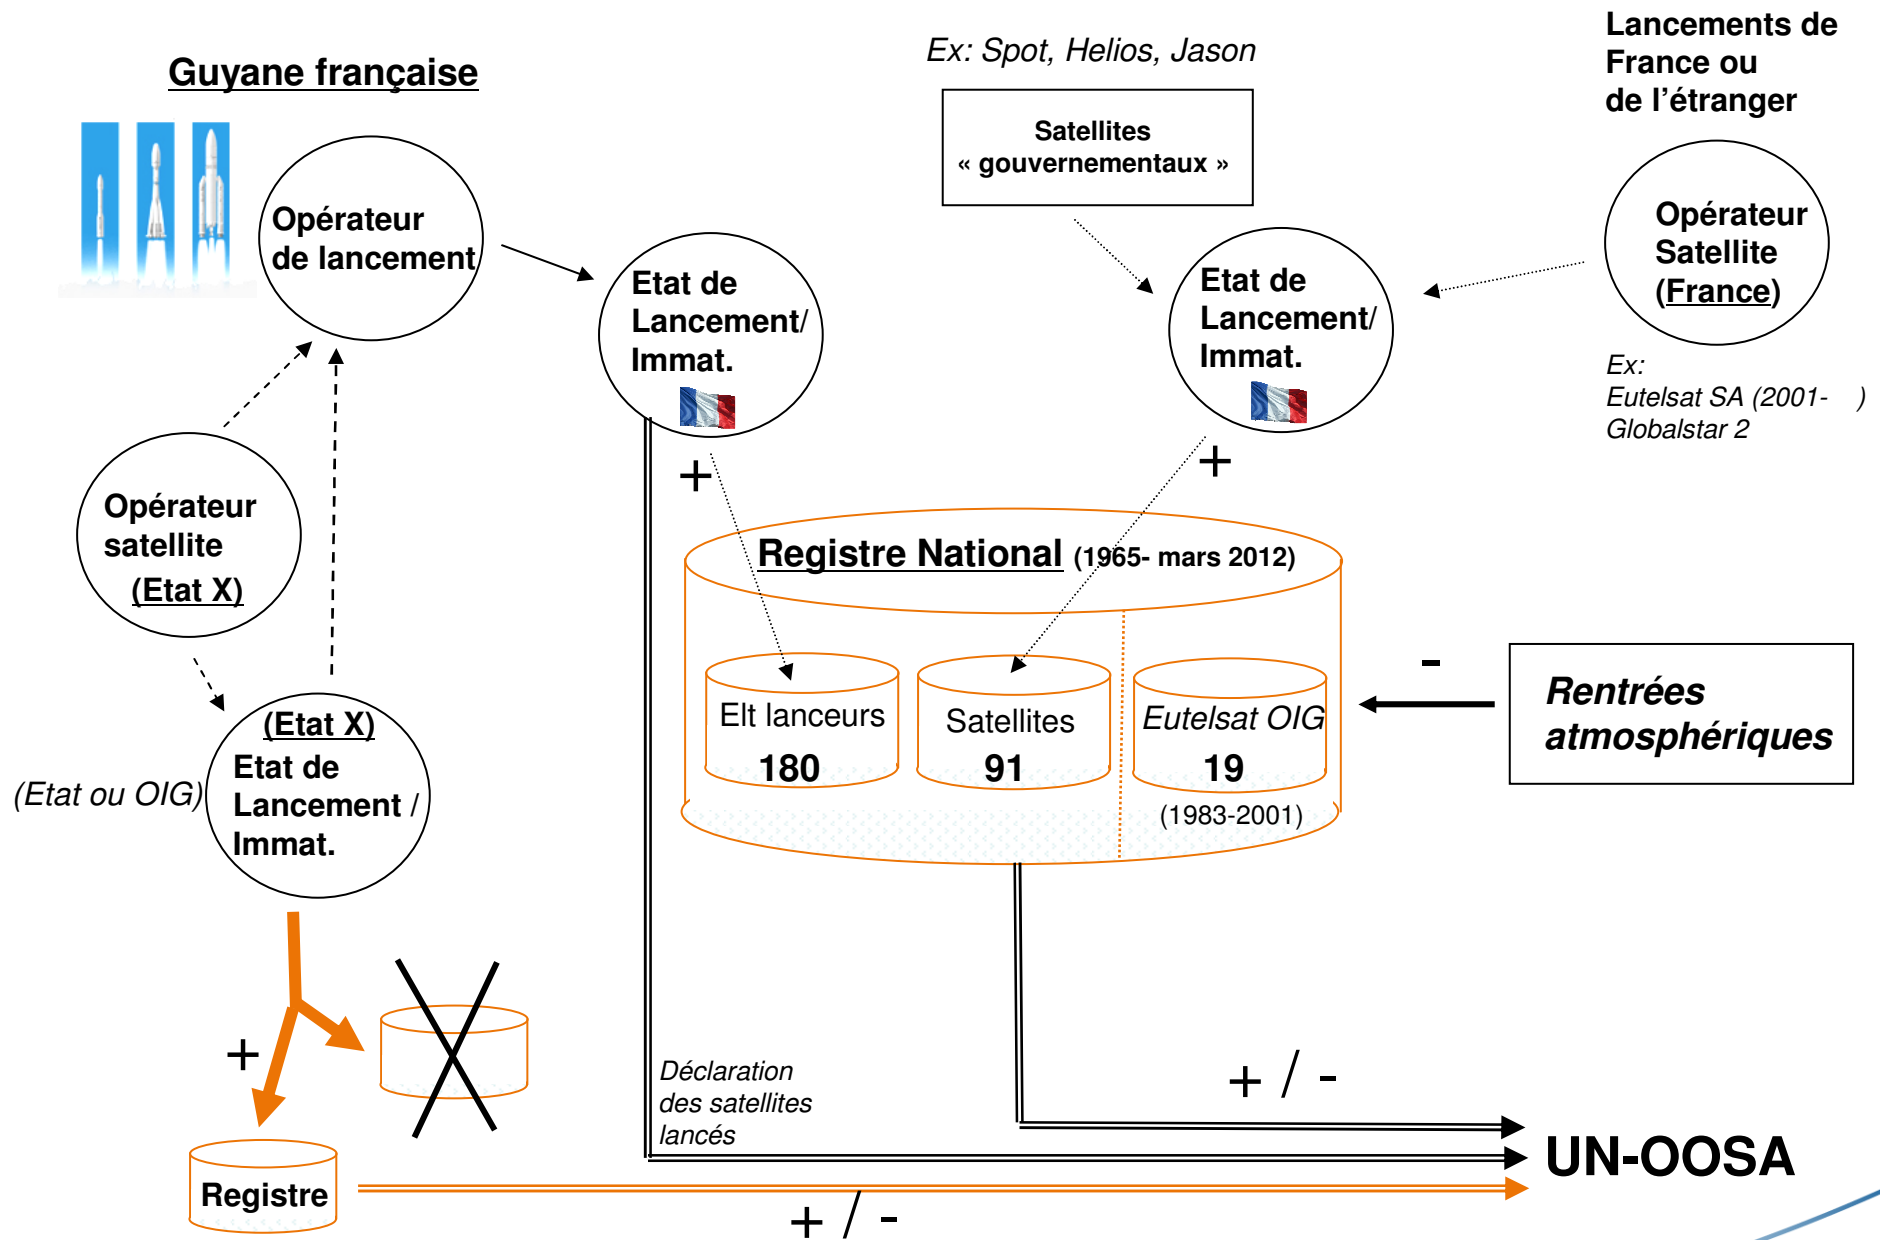 Guyane française
Opérateur
de lancement
Ex: Spot, Helios, Jason
Satellites
« gouvernementaux »
Lancements de
France ou
de l'étranger
Opérateur
Satellite
(France)
Ex:
Eutelsat SA (2001-    )
Globalstar 2
Etat de
Lancement/
Immat.
Etat de
Lancement/
Immat.
+
+
Opérateur
satellite
(Etat X)
(Etat X)
Etat de
Lancement /
Immat.
(Etat ou OIG)
Registre National (1965- mars 2012)
Elt lanceurs
180
Satellites
91
Eutelsat OIG
19
(1983-2001)
-
Rentrées
atmosphériques
+
Registre
Déclaration
des satellites
lancés
+ / -
UN-OOSA
+ / -